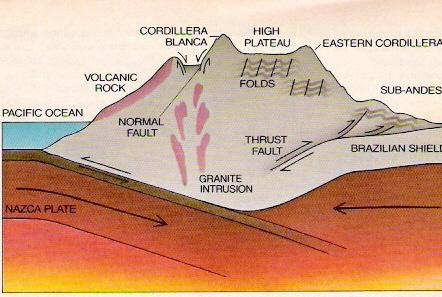 CORDILLERA
BLANCA
HIGH
PLATEAU
EASTERN CORDILLERA
VOLCANIC
ROCK
FOLDS
SUB-ANDES
PACIFIC OCEAN
NORMAL
FAULT
THRUST
FAULT
BRAZILIAN SHIELD
GRANITE
INTRUSION
NAZCA PLATE